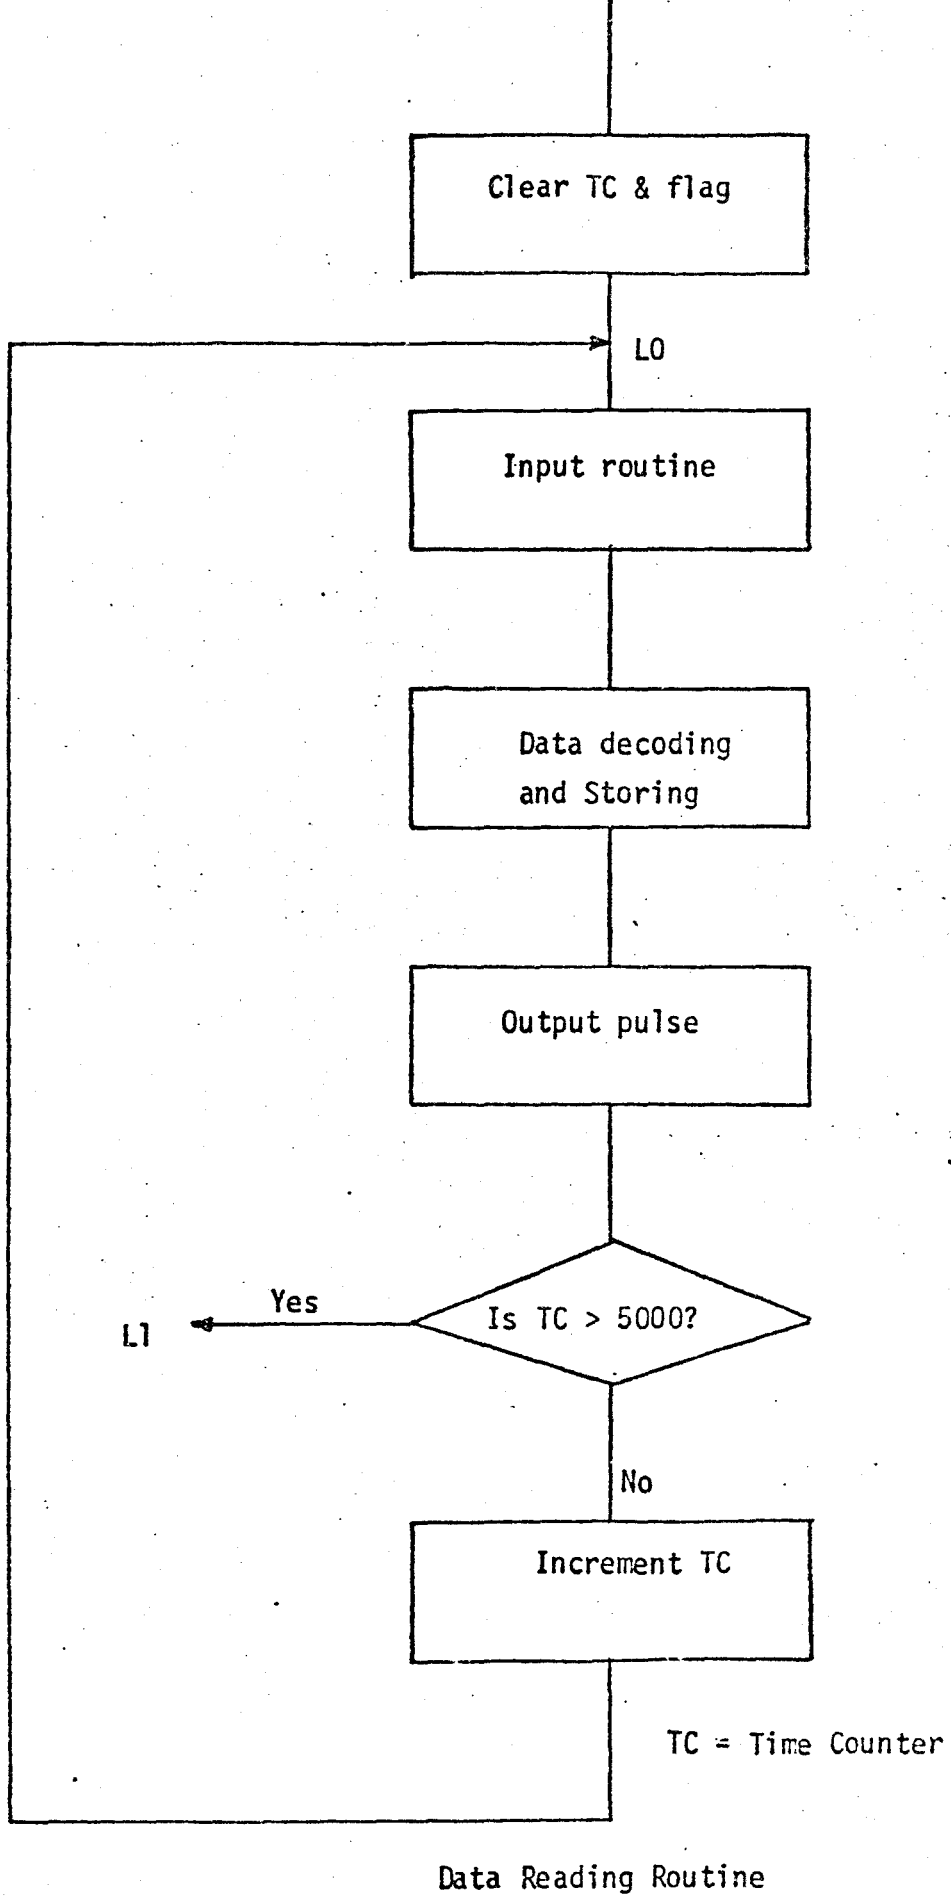 Clear TC & flag
L0
Input routine
Data decoding
and Storing
Output pulse
Is TC > 5000?
Yes
L1
No
Increment TC
TC = Time Counter
Data Reading Routine